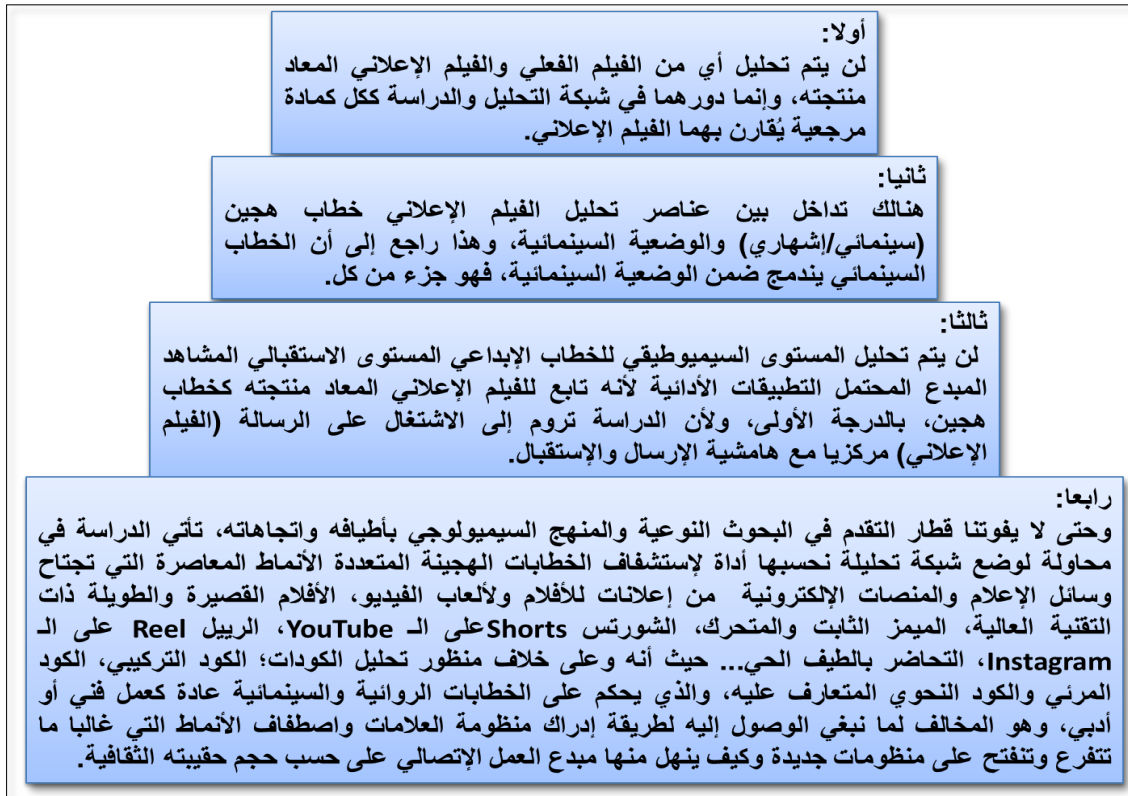 أولا:
لن يتم تحليل أي من الفيلم الفعلي والفيلم الإعلاني المعاد
منتجته، وإنما دورهما في شبكة التحليل والدراسة ككل كمادة
مرجعية يُقارن بهما الفيلم الإعلاني.
ثانيا:
هنالك تداخل بين عناصر تحليل الفيلم الإعلاني خطاب هجين
(سينمائي/إشهاري) والوضعية السينمائية، وهذا راجع إلى أن الخطاب
السينمائي يندمج ضمن الوضعية السينمائية، فهو جزء من كل.
ثالثا:
لن يتم تحليل المستوى السيميوطيقي للخطاب الإبداعي المستوى الاستقبالي المشاهد
المبدع المحتمل التطبيقات الأدائية لأنه تابع للفيلم الإعلاني المعاد منتجته كخطاب
هجين، بالدرجة الأولى، ولأن الدراسة تروم إلى الاشتغال على الرسالة (الفيلم
الإعلاني) مركزيا مع هامشية الإرسال والإستقبال.
رابعا:
وحتى لا يفوتنا قطار التقدم في البحوث النوعية والمنهج السيميولوجي بأطيافه واتجاهاته، تأتي الدراسة في
محاولة لوضع شبكة تحليلة نحسبها أداة لإستشفاف الخطابات الهجينة المتعددة الأنماط المعاصرة التي تجتاح
وسائل الإعلام والمنصات الإلكترونية من إعلانات للأفلام ولألعاب الفيديو، الأفلام القصيرة والطويلة ذات
التقنية العالية، الميمز الثابت والمتحرك، الشورتس Shorts على الـ YouTube، الرييل Reel على الـ
Instagram، التحاضر بالطيف الحي... حيث أنه وعلى خلاف منظور تحليل الكودات؛ الكود التركيبي، الكود
المرئي والكود النحوي المتعارف عليه، والذي يحكم على الخطابات الروائية والسينمائية عادة كعمل فني أو
أدبي، وهو المخالف لما نبغي الوصول إليه لطريقة إدراك منظومة العلامات واصطفاف الأنماط التي غالبا ما
تتفرع وتنفتح على منظومات جديدة وكيف ينهل منها مبدع العمل الإتصالي على حسب حجم حقيبته الثقافية.